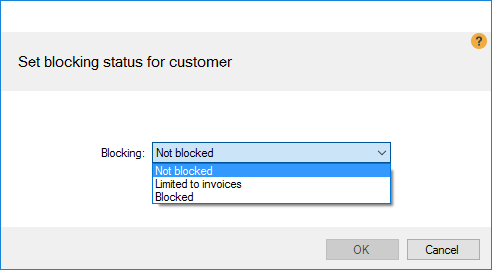 ?
Set blocking status for customer
Blocking: Not blocked
Not blocked
Limited to invoices
Blocked
OK Cancel